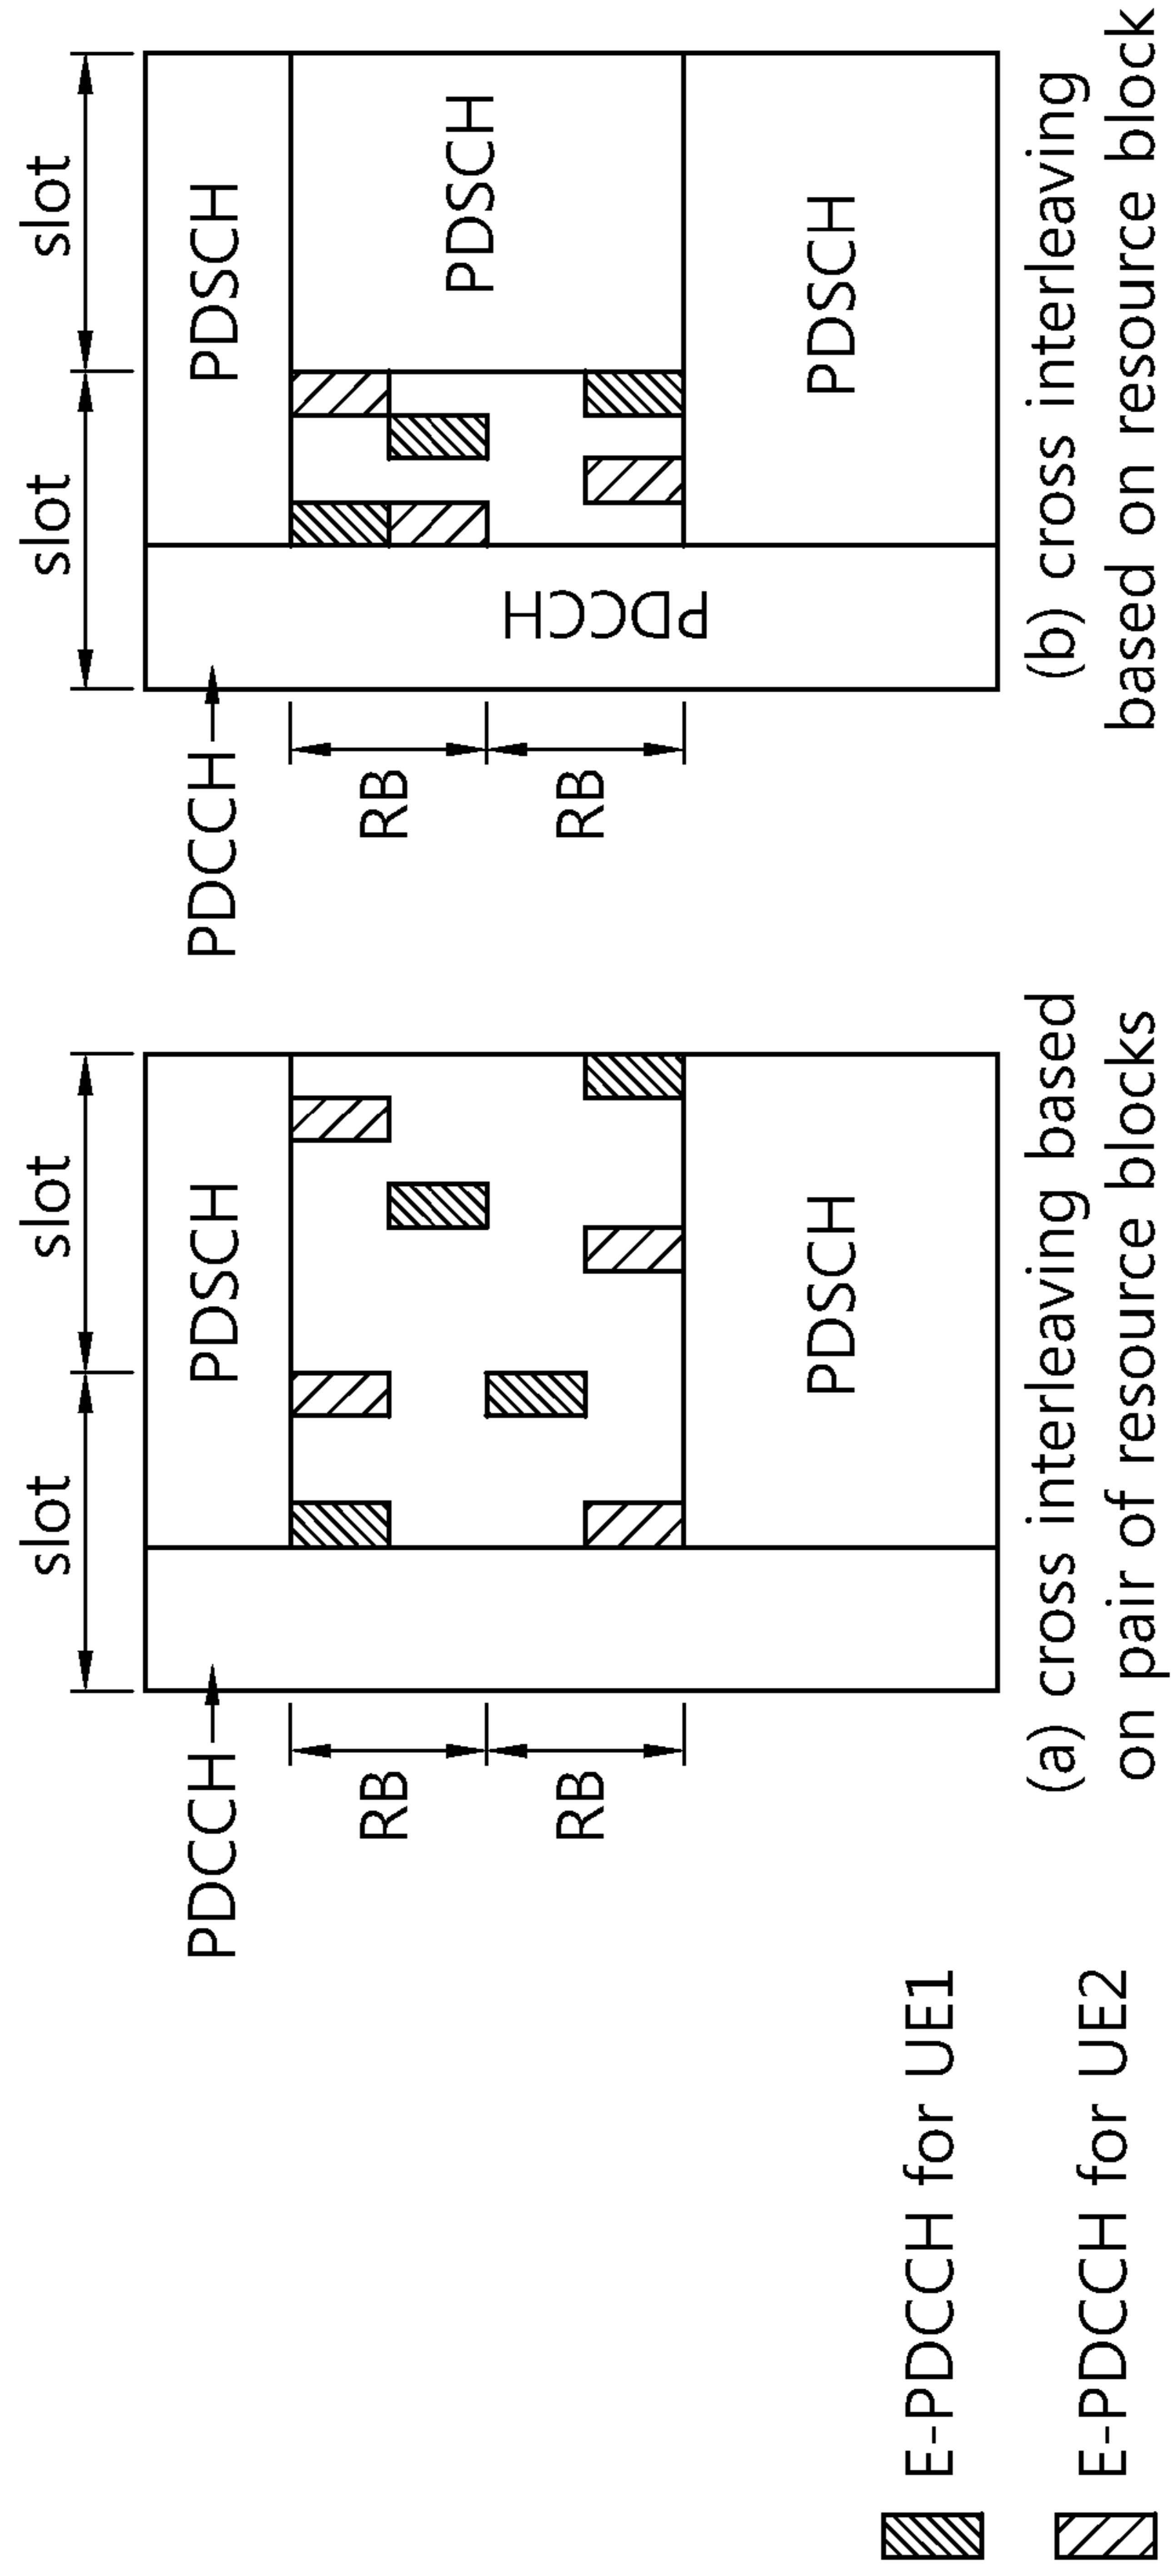 slot
slot
PDCCH
PDSCH
RB
RB
PDSCH
(a) cross interleaving based
on pair of resource blocks
slot
slot
PDCCH
PDSCH
RB
RB
PDCCH
PDSCH
PDSCH
(b) cross interleaving
based on resource block
E-PDCCH for UE1
E-PDCCH for UE2